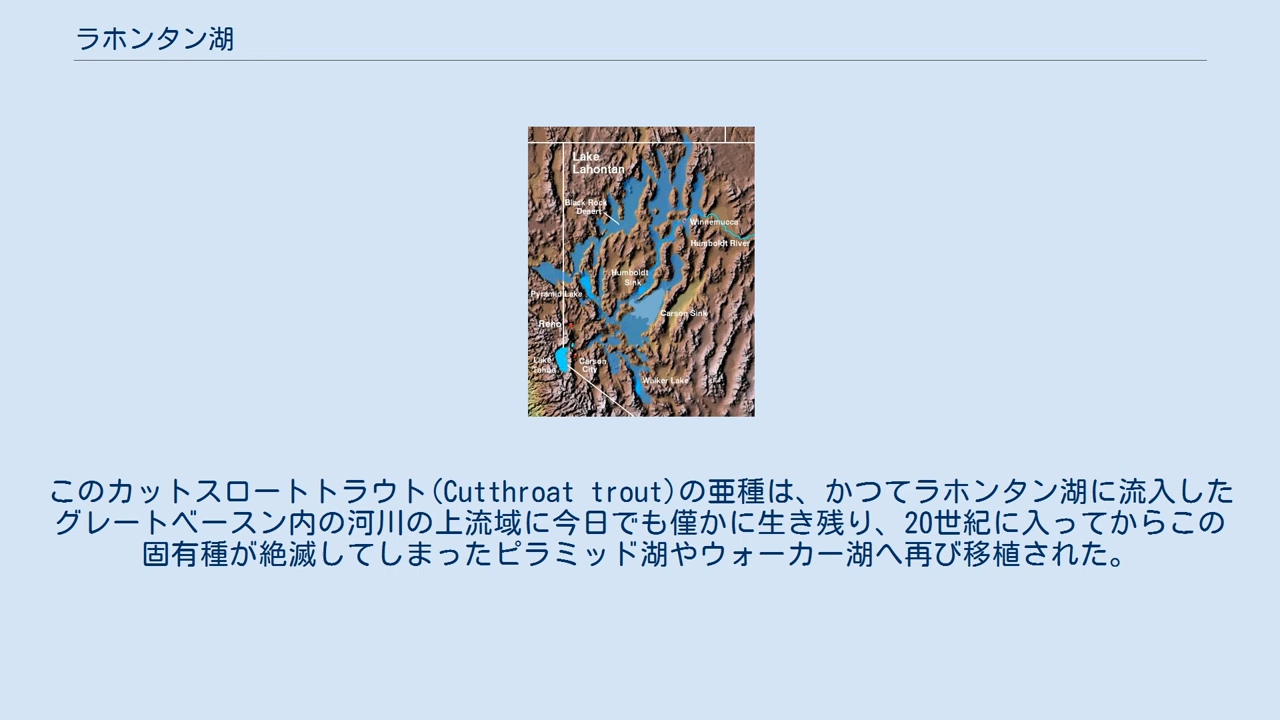 ラホンタン湖
Lake
Lahontan
Black Rock
Desert
Winnemucca
Humboldt River
Humboldt
Sink
Pyramid Lake
Carson Sink
Reno
Lake
Tahoe
Carson
City
Walker Lake
このカットスロートトラウト(Cutthroat trout)の亜種は、かつてラホンタン湖に流入した
グレートベースン内の河川の上流域に今日でも僅かに生き残り、20世紀に入ってからこの
固有種が絶滅してしまったピラミッド湖やウォーカー湖へ再び移植された。